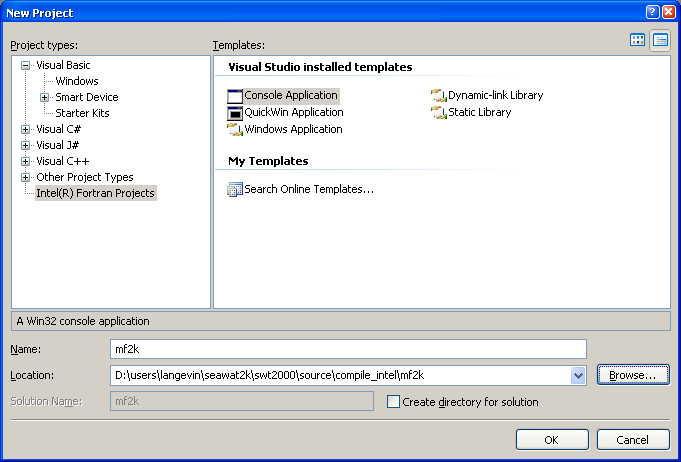 New Project
Project types:
Templates:
Visual Basic
Windows
Smart Device
Starter Kits
Visual C#
Visual J#
Visual C++
Other Project Types
Intel(R) Fortran Projects
Visual Studio installed templates
Console Application
Dynamic-link Library
QuickWin Application
Static Library
Windows Application
My Templates
Search Online Templates...
A Win32 console application
Name:
mf2k
Location:
D:\users\langevin\seawat2k\swt2000\source\compile_intel\mf2k
Browse...
Solution Name:
mf2k
Create directory for solution
OK
Cancel